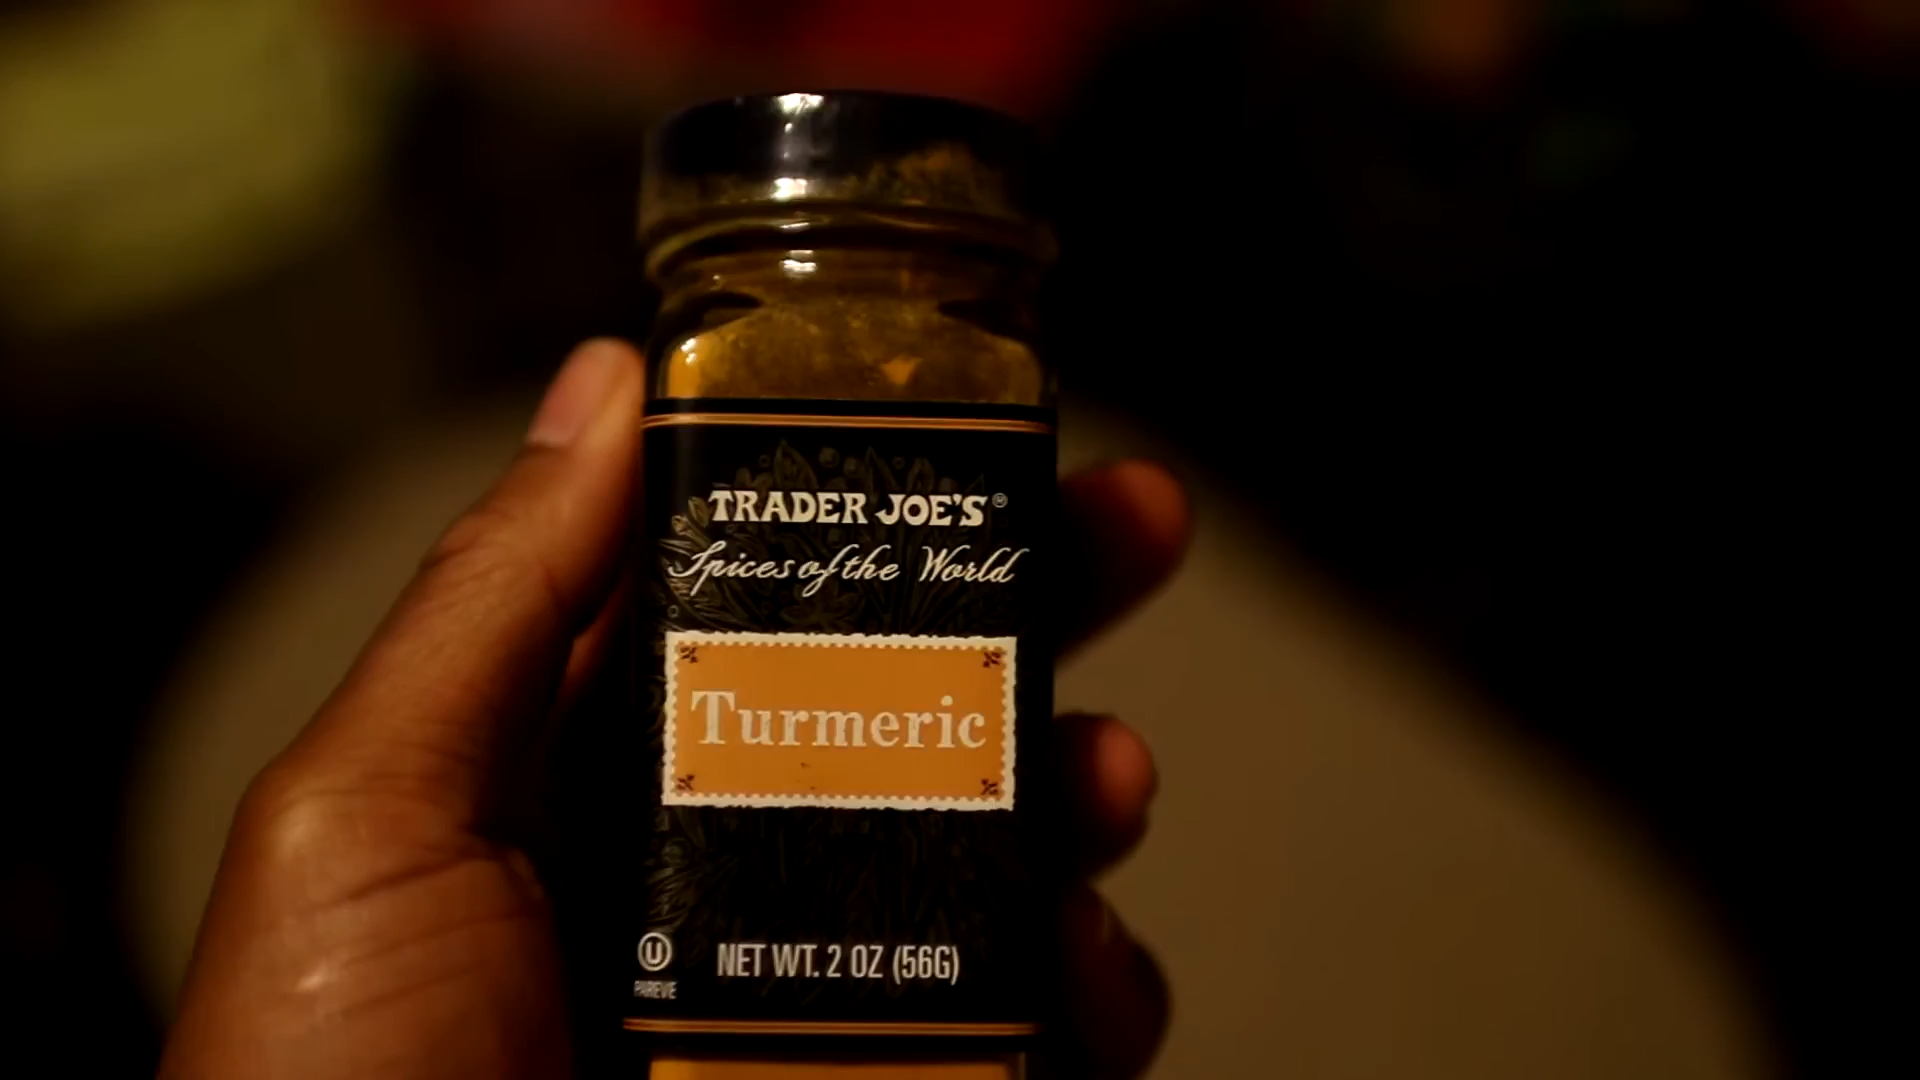 TRADER JOE'S®
Spices of the World
Turmeric
U
PAREVE
NET WT. 2 OZ (56G)